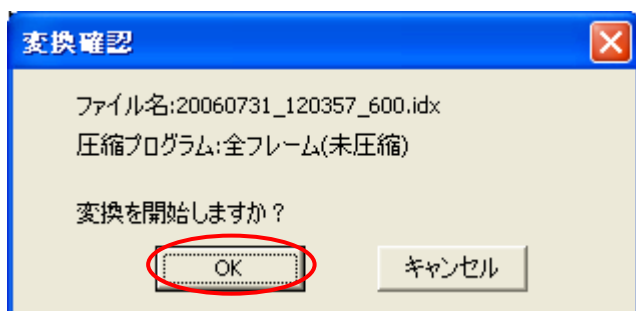 変換確認
ファイル名:20060731_120357_600.idx
圧縮プログラム:全フレーム(未圧縮)
変換を開始しますか？
OK
キャンセル